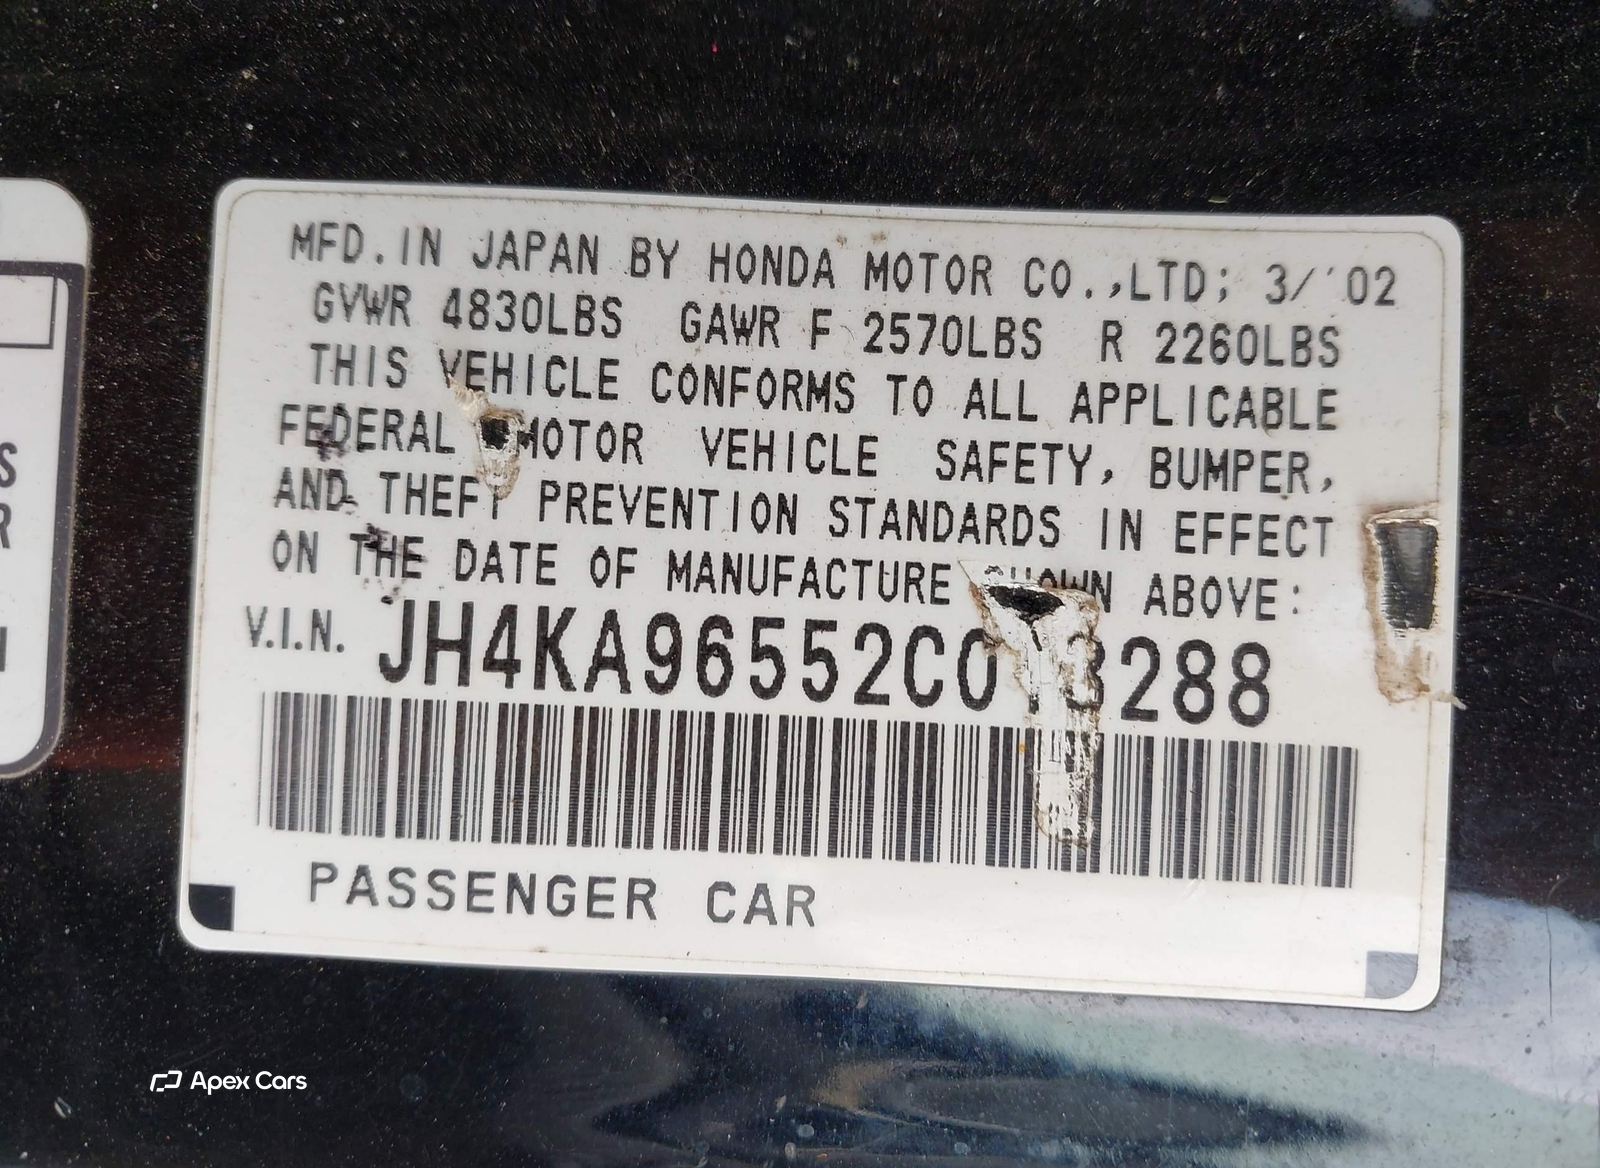 MFD. IN JAPAN BY HONDA MOTOR CO.,LTD; 3/'02
GVWR 4830LBS GAWR F 2570LBS R 2260LBS
THIS VEHICLE CONFORMS TO ALL APPLICABLE
FEDERAL MOTOR VEHICLE SAFETY, BUMPER,
AND THEFT PREVENTION STANDARDS IN EFFECT
ON THE DATE OF MANUFACTURE SHOWN ABOVE:
V.I.N. JH4KA96552C013288
PASSENGER CAR
Apex Cars